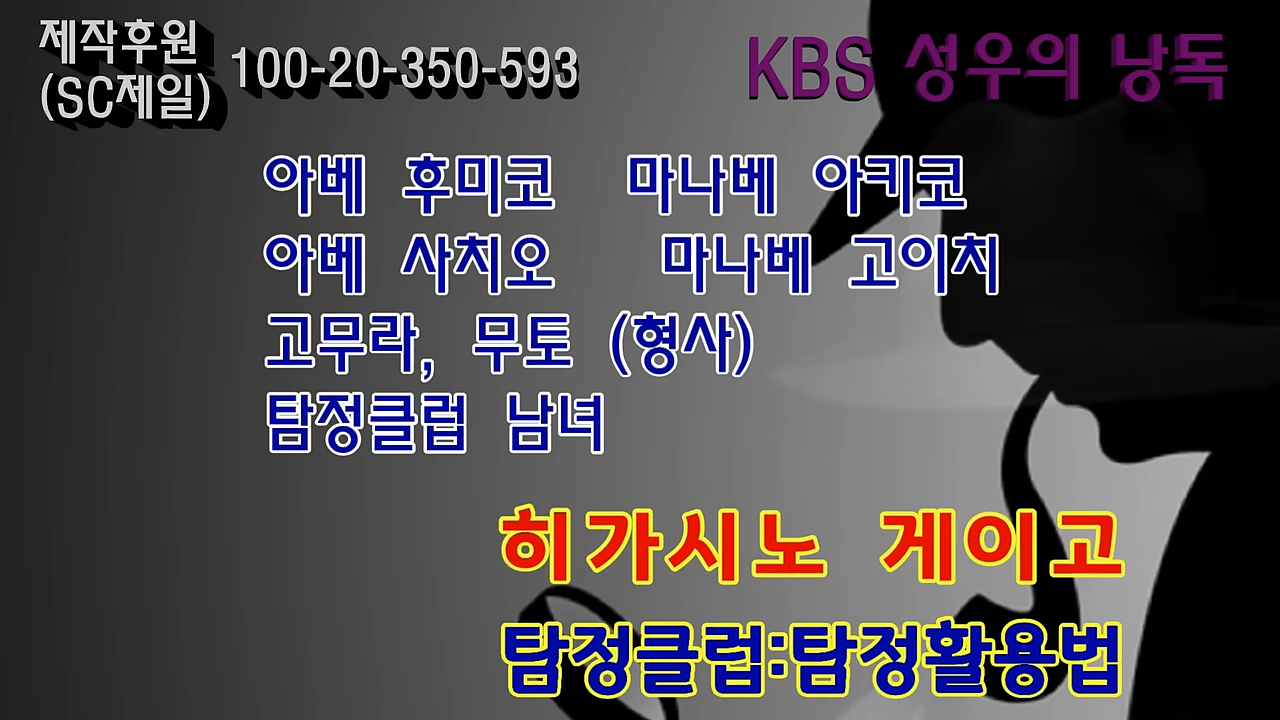 제작후원
(SC제일)
100-20-350-593
KBS 성우의 낭독
아베 후미코 마나베 아키코
아베 사치오 마나베 고이치
고무라, 무토 (형사)
탐정클럽 남녀
히가시노 게이고
탐정클럽:탐정활용법